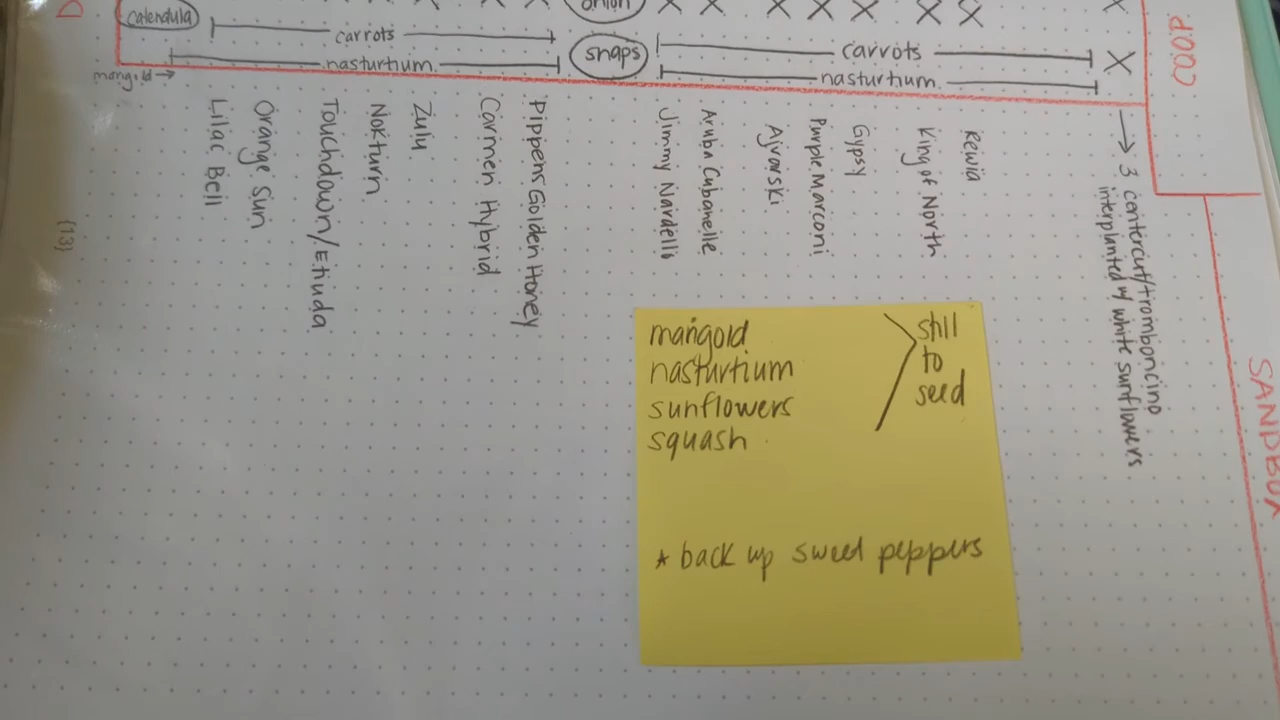 calendula
onion
X X X X X X X X
carrots
snaps
carrots
X
nasturtium
nasturtium
marigold →
COOP
SANDBOX
Lilac Bell
Orange Sun
Touchdown/Etiuda
Nokturn
Zulu
Carmen Hybrid
Pippens Golden Honey
Jimmy Nardello
Aruba Cubanelle
Ajvarski
Purple Marconi
Gypsy
King of North
Rewia
→ 3 centercut/tromboncino
interplanted w/ white sunflowers
(13)
marigold
nasturtium
sunflowers
squash
still
to
seed
* back up sweet peppers